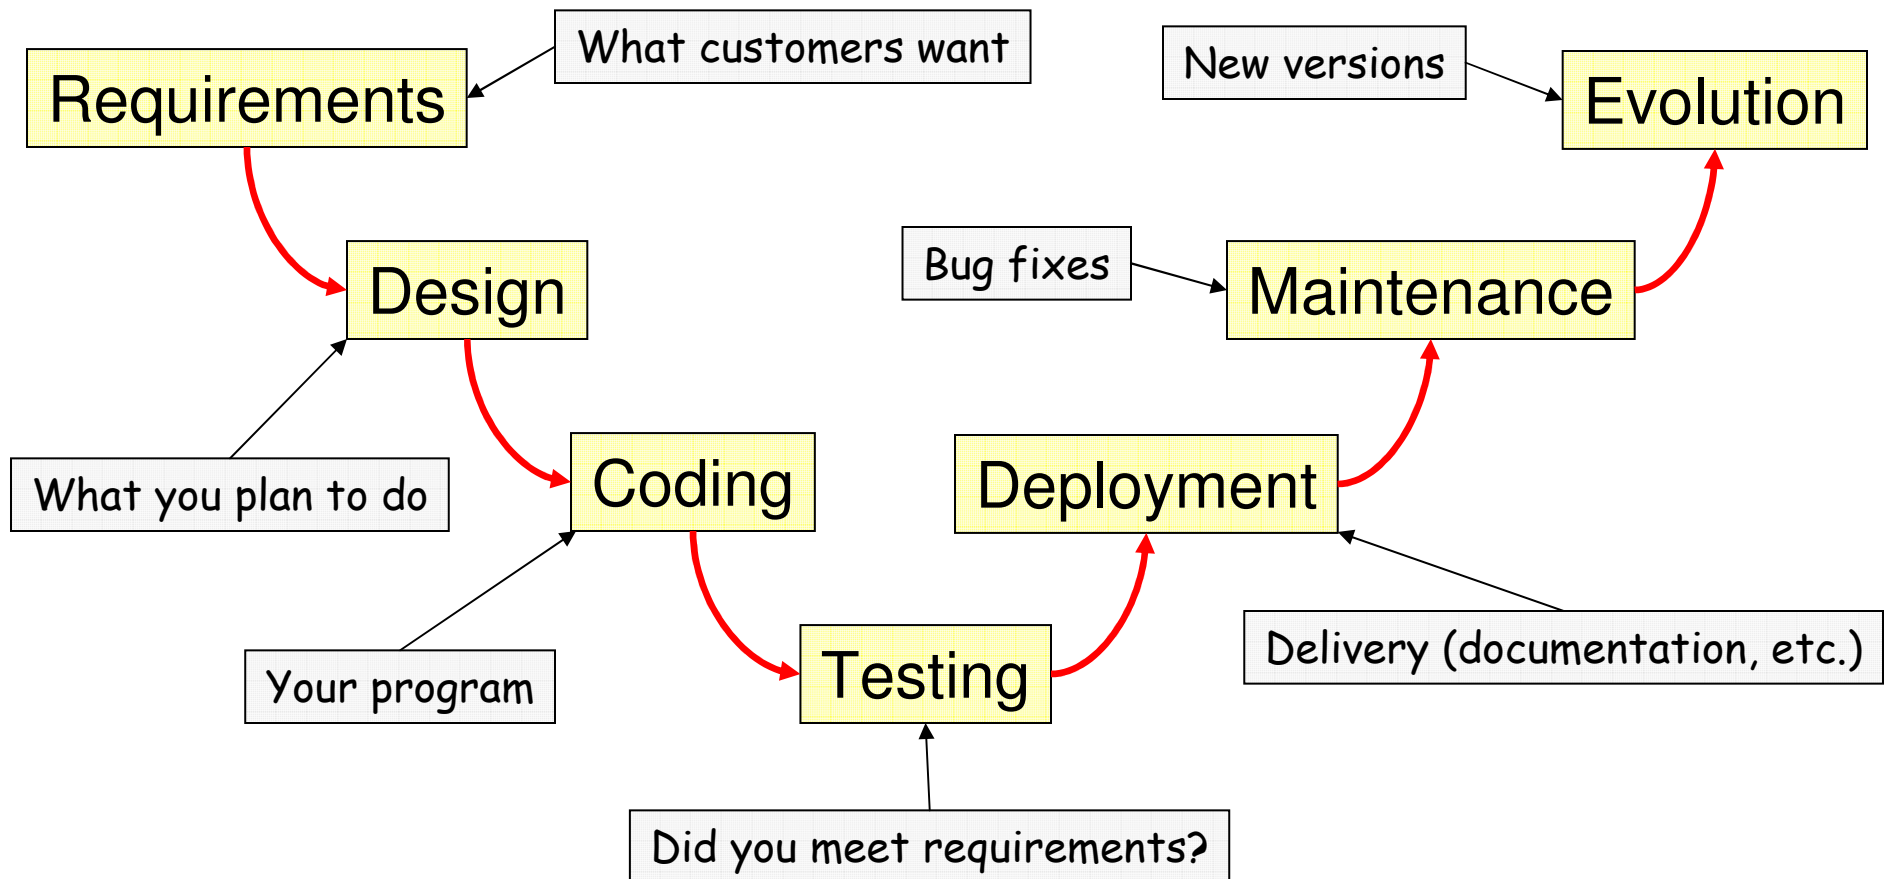 What customers want
Requirements
New versions
Evolution
Bug fixes
Design
Maintenance
What you plan to do
Coding
Deployment
Your program
Testing
Delivery (documentation, etc.)
Did you meet requirements?